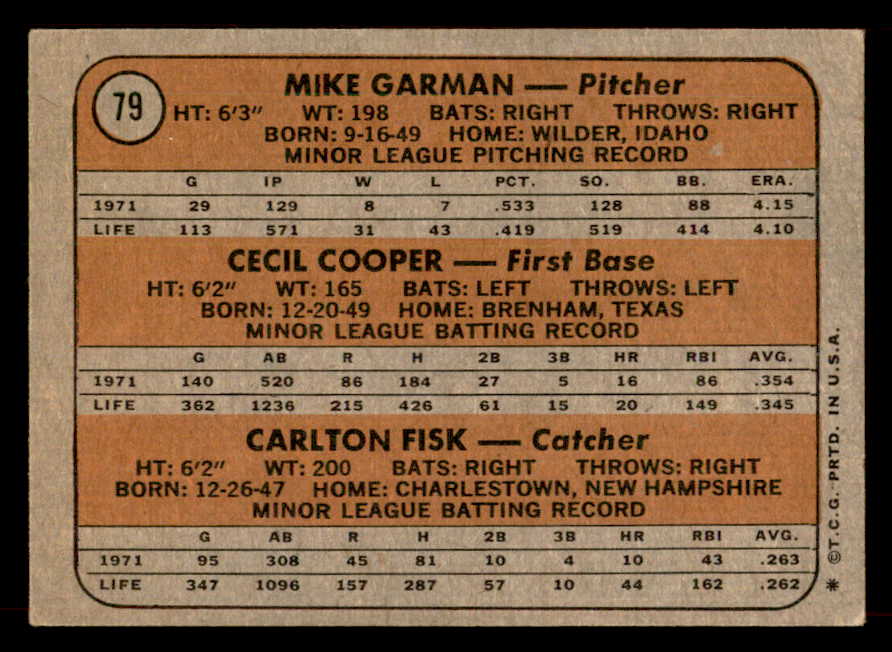 79
MIKE GARMAN — Pitcher
HT: 6'3" WT: 198 BATS: RIGHT THROWS: RIGHT
BORN: 9-16-49 HOME: WILDER, IDAHO
MINOR LEAGUE PITCHING RECORD
G IP W L PCT. SO. BB. ERA.
1971 29 129 8 7 .533 128 88 4.15
LIFE 113 571 31 43 .419 519 414 4.10
CECIL COOPER — First Base
HT: 6'2" WT: 165 BATS: LEFT THROWS: LEFT
BORN: 12-20-49 HOME: BRENHAM, TEXAS
MINOR LEAGUE BATTING RECORD
G AB R H 2B 3B HR RBI AVG.
1971 140 520 86 184 27 5 16 86 .354
LIFE 362 1236 215 426 61 15 20 149 .345
CARLTON FISK — Catcher
HT: 6'2" WT: 200 BATS: RIGHT THROWS: RIGHT
BORN: 12-26-47 HOME: CHARLESTOWN, NEW HAMPSHIRE
MINOR LEAGUE BATTING RECORD
G AB R H 2B 3B HR RBI AVG.
1971 95 308 45 81 10 4 10 43 .263
LIFE 347 1096 157 287 57 10 44 162 .262
* ©T.C.G. PRTD. IN U.S.A.